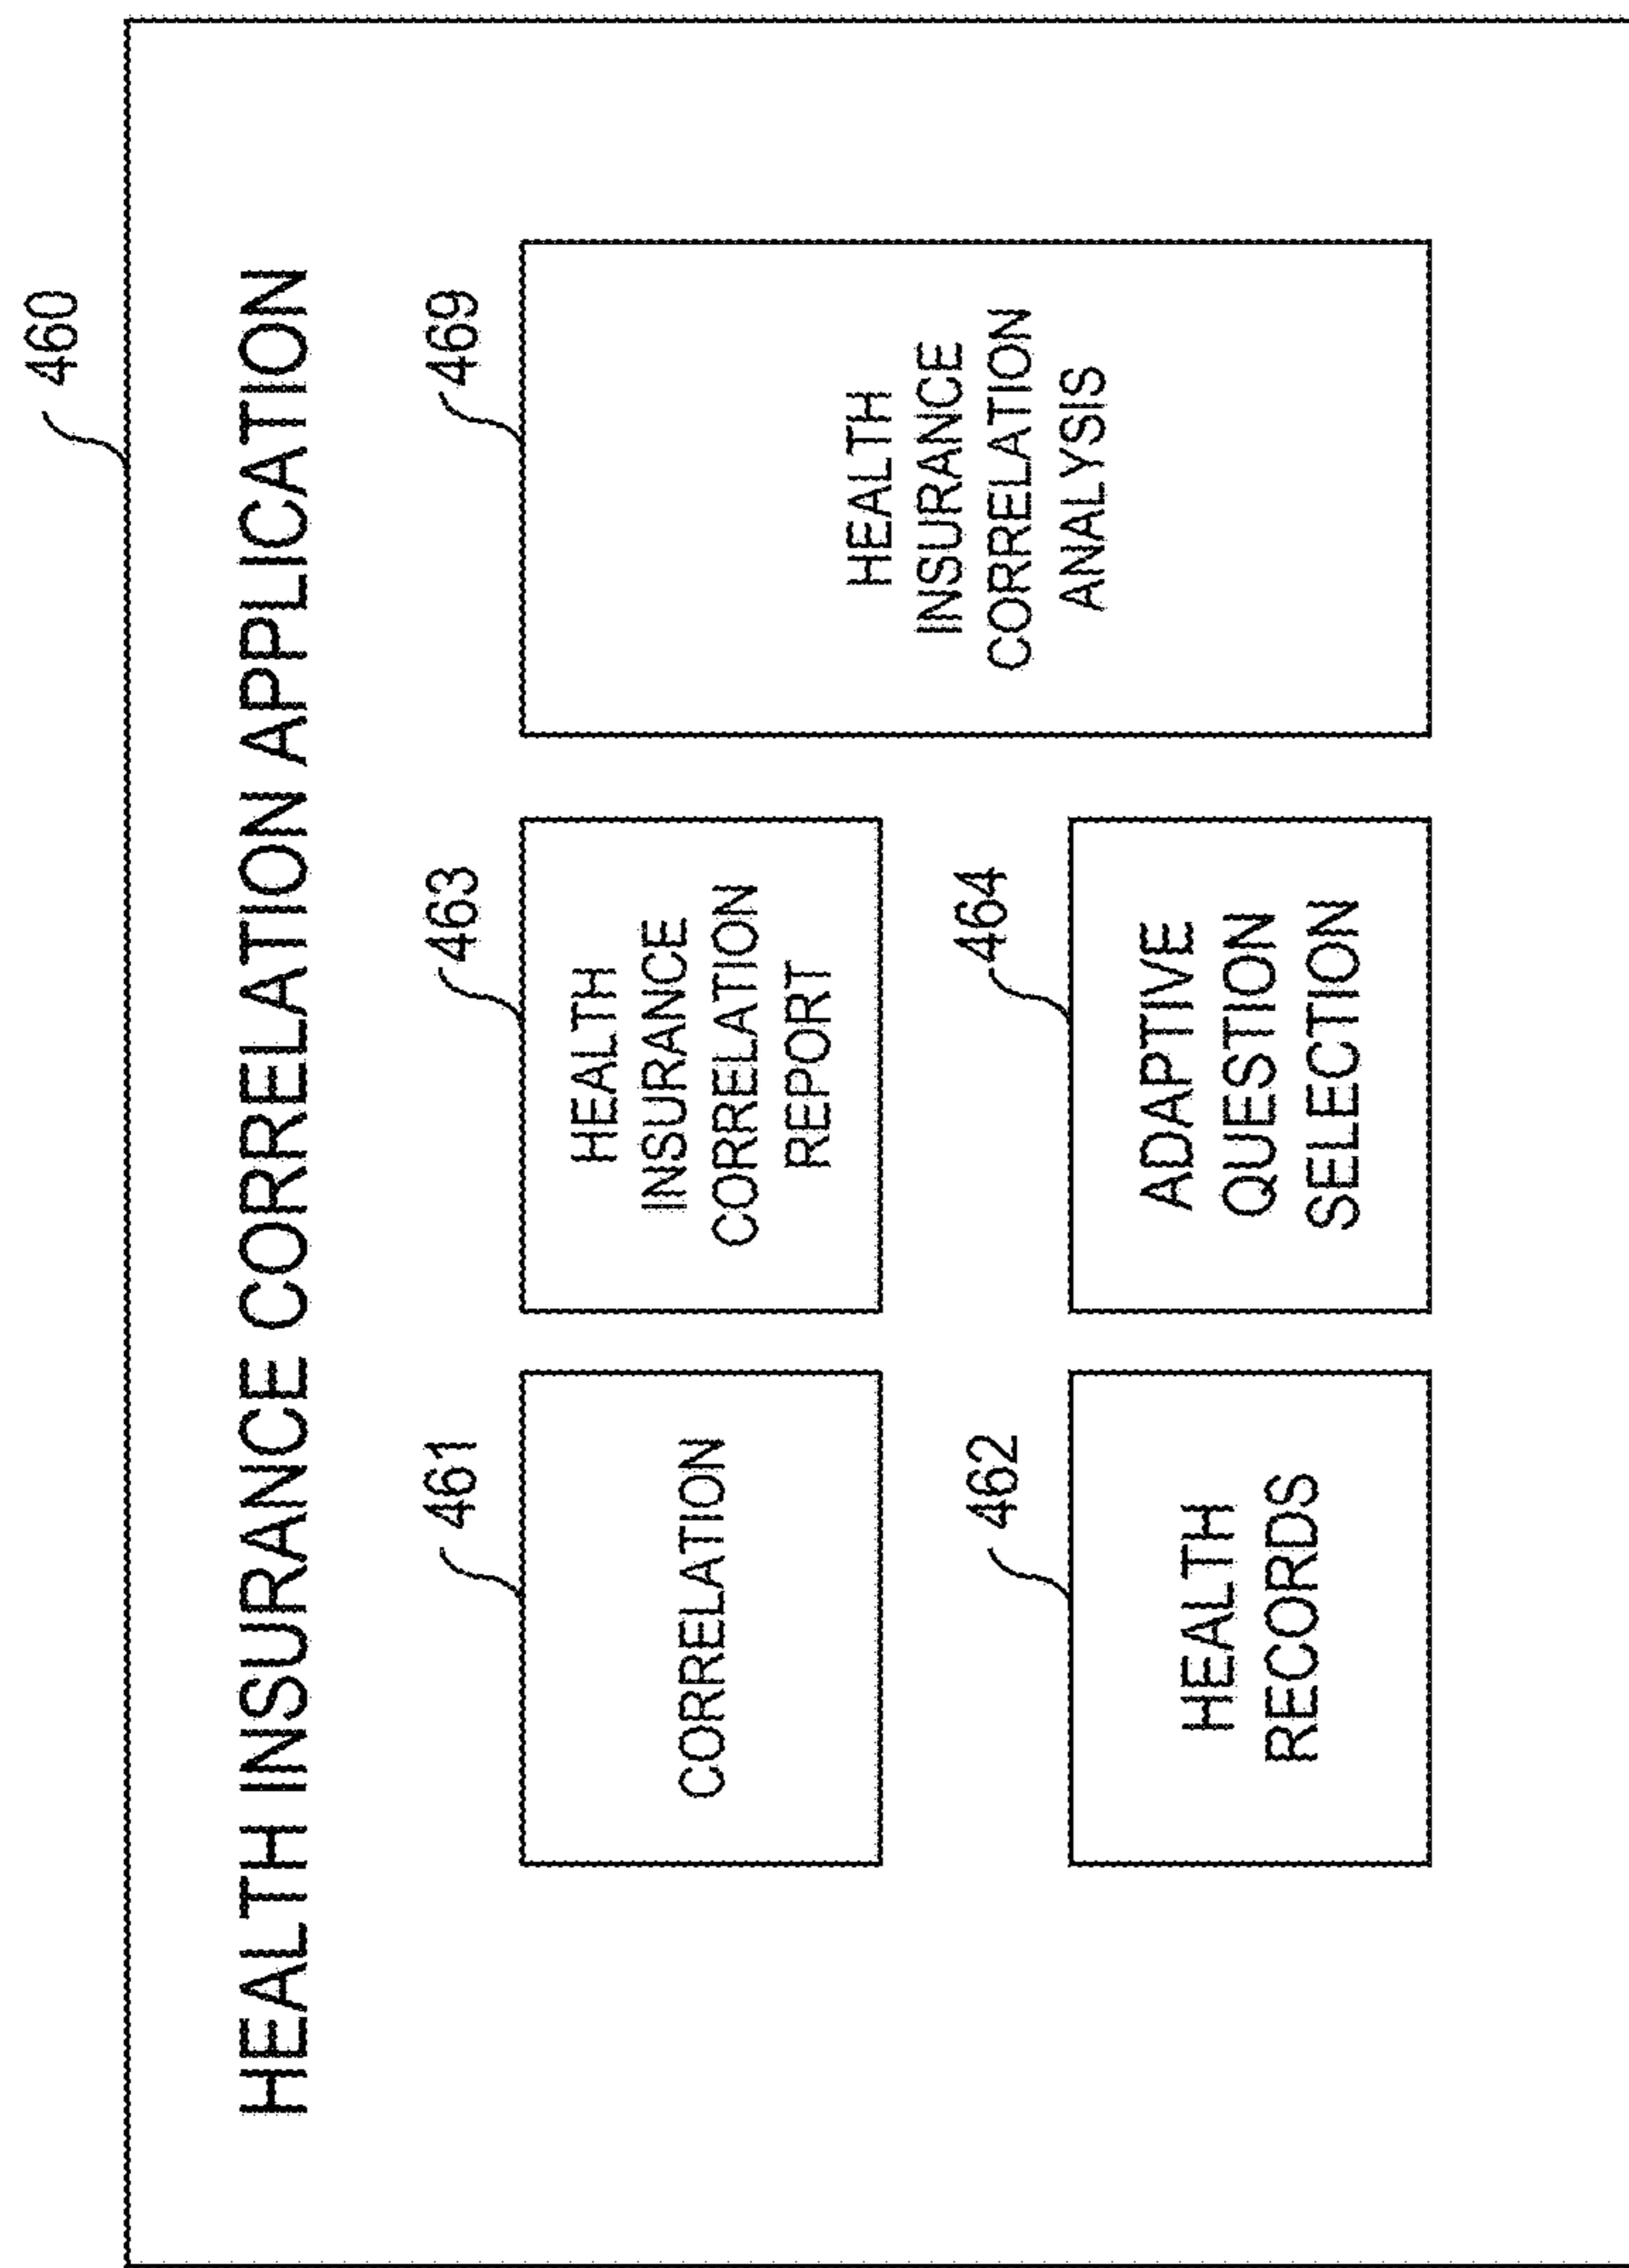 460
HEALTH INSURANCE CORRELATION APPLICATION
461
CORRELATION
463
HEALTH
INSURANCE
CORRELATION
REPORT
469
HEALTH
INSURANCE
CORRELATION
ANALYSIS
462
HEALTH
RECORDS
464
ADAPTIVE
QUESTION
SELECTION